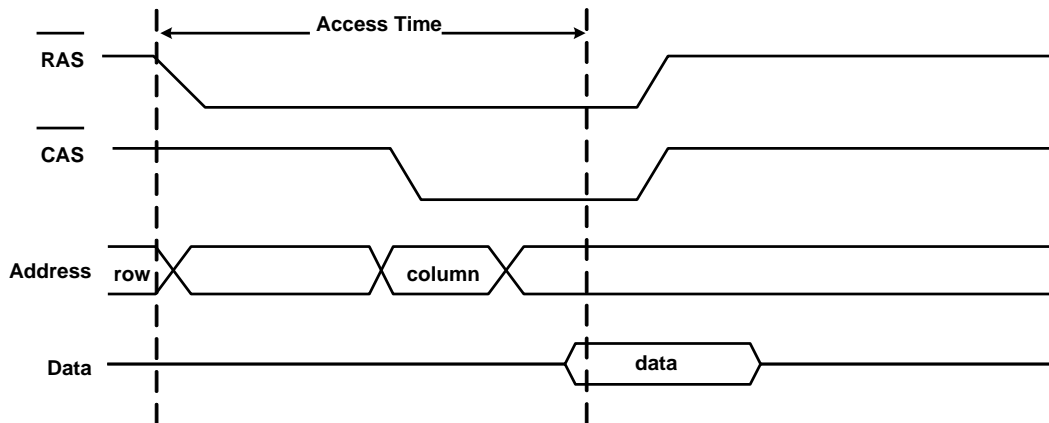 Access Time
RAS
CAS
Address
row
column
Data
data